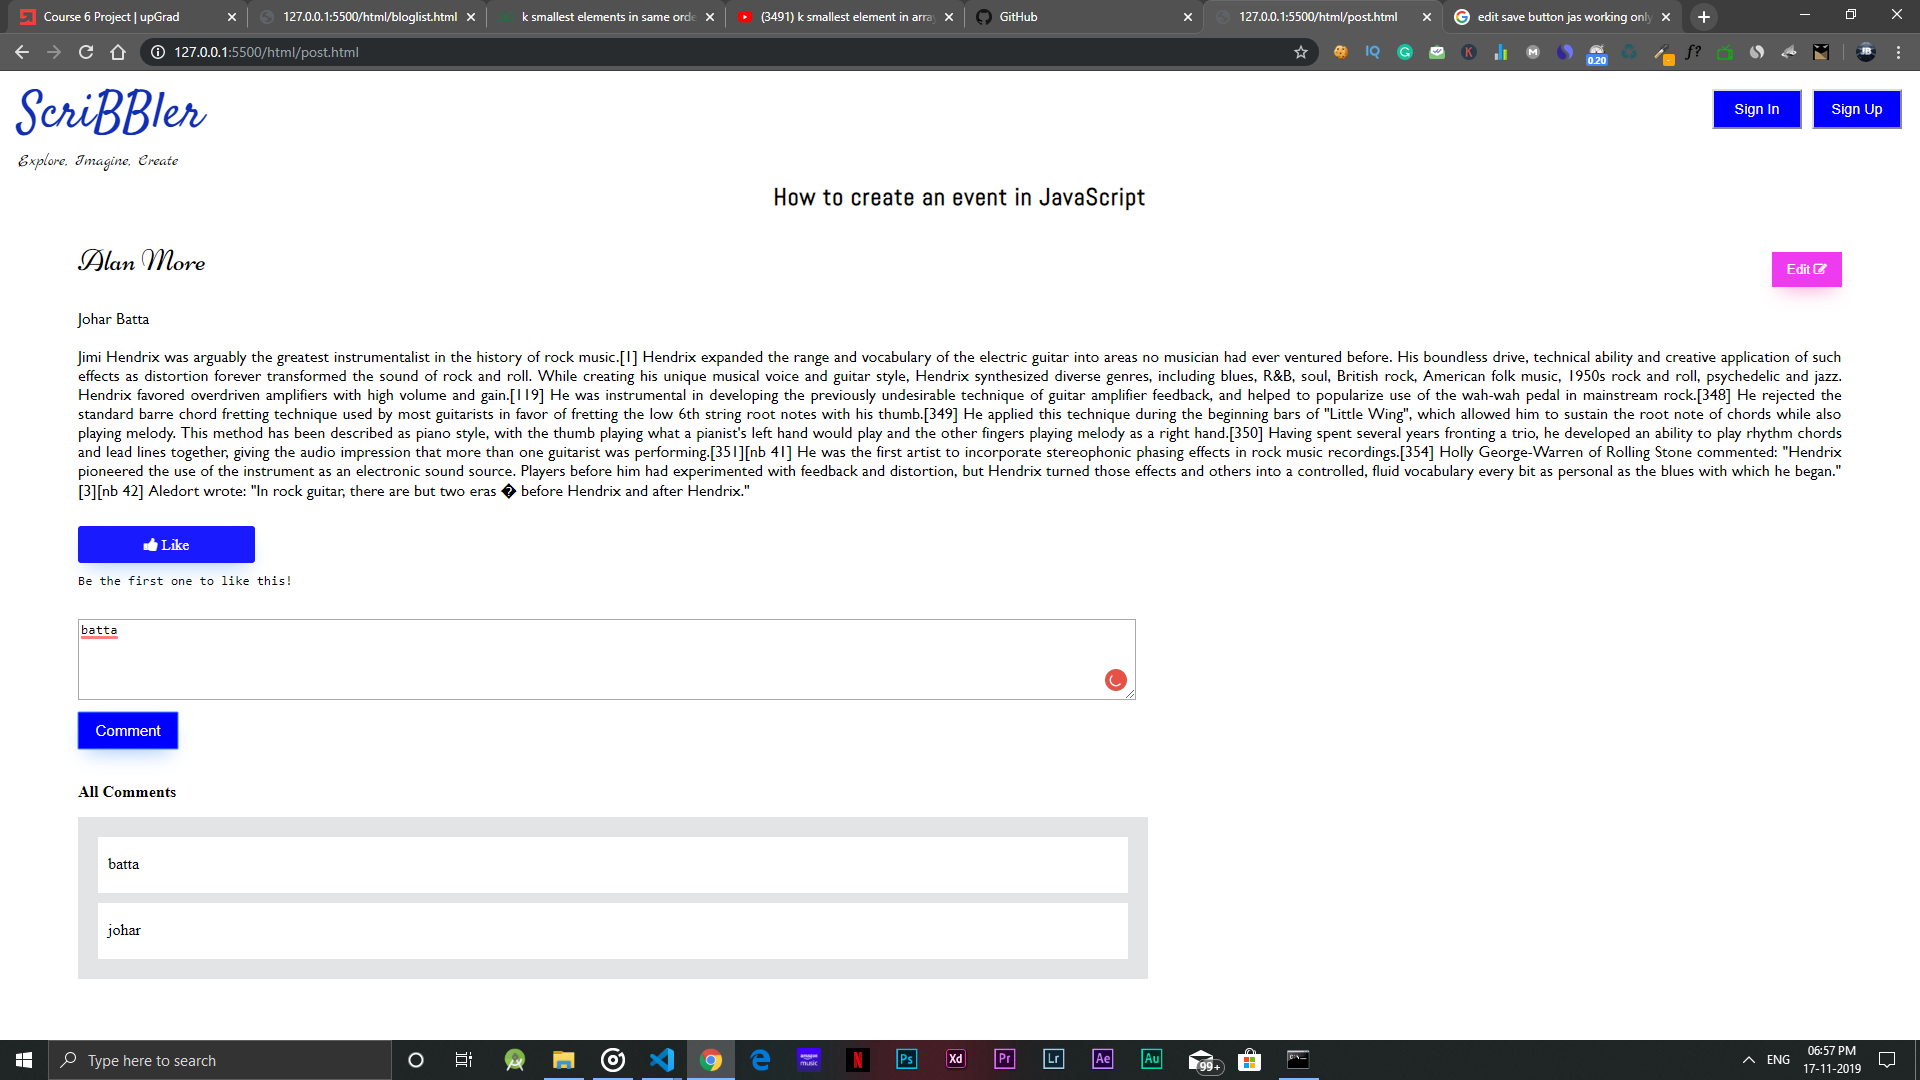 Course 6 Project | upGrad
127.0.0.1:5500/html/bloglist.html
k smallest elements in same orde
(3491) k smallest element in array
GitHub
127.0.0.1:5500/html/post.html
edit save button jas working only
127.0.0.1:5500/html/post.html
IQ
K
M
0.20
f?
JB
ScriBBler
Sign In
Sign Up
Explore, Imagine, Create
How to create an event in JavaScript
Alan More
Edit
Johar Batta
Jimi Hendrix was arguably the greatest instrumentalist in the history of rock music.[1] Hendrix expanded the range and vocabulary of the electric guitar into areas no musician had ever ventured before. His boundless drive, technical ability and creative application of such
effects as distortion forever transformed the sound of rock and roll. While creating his unique musical voice and guitar style, Hendrix synthesized diverse genres, including blues, R&B, soul, British rock, American folk music, 1950s rock and roll, psychedelic and jazz.
Hendrix favored overdriven amplifiers with high volume and gain.[119] He was instrumental in developing the previously undesirable technique of guitar amplifier feedback, and helped to popularize use of the wah-wah pedal in mainstream rock.[348] He rejected the
standard barre chord fretting technique used by most guitarists in favor of fretting the low 6th string root notes with his thumb.[349] He applied this technique during the beginning bars of "Little Wing", which allowed him to sustain the root note of chords while also
playing melody. This method has been described as piano style, with the thumb playing what a pianist's left hand would play and the other fingers playing melody as a right hand.[350] Having spent several years fronting a trio, he developed an ability to play rhythm chords
and lead lines together, giving the audio impression that more than one guitarist was performing.[351][nb 41] He was the first artist to incorporate stereophonic phasing effects in rock music recordings.[354] Holly George-Warren of Rolling Stone commented: "Hendrix
pioneered the use of the instrument as an electronic sound source. Players before him had experimented with feedback and distortion, but Hendrix turned those effects and others into a controlled, fluid vocabulary every bit as personal as the blues with which he began."
[3][nb 42] Aledort wrote: "In rock guitar, there are but two eras � before Hendrix and after Hendrix."
Like
Be the first one to like this!
batta
Comment
All Comments
batta
johar
Type here to search
amazon music
N
Ps
Xd
Pr
Lr
Ae
Au
99+
ENG
06:57 PM
17-11-2019